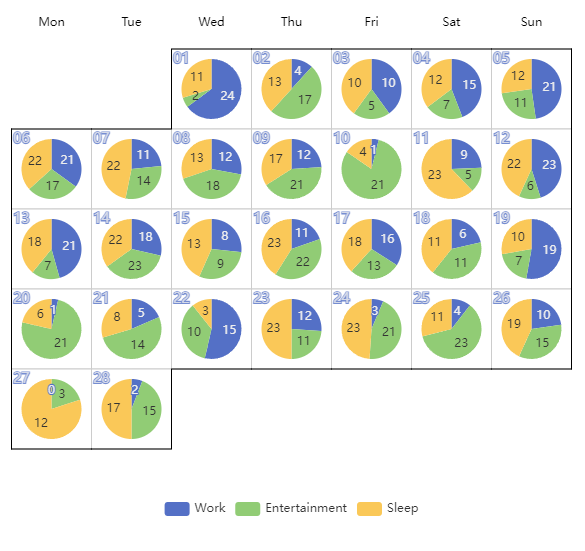 Mon Tue Wed Thu Fri Sat Sun
01 02 03 04 05
11 2 24 13 4 17 10 10 5 12 15 7 12 21 11
06 07 08 09 10 11 12
22 21 17 22 11 14 13 12 18 17 12 21 4 1 21 9 5 23 22 23 6
13 14 15 16 17 18 19
18 21 7 22 18 23 13 8 9 23 11 22 18 16 13 11 6 11 10 19 7
20 21 22 23 24 25 26
6 1 21 8 5 14 3 15 10 23 12 11 23 3 21 11 4 23 19 10 15
27 28
0 3 12 17 2 15
Work Entertainment Sleep